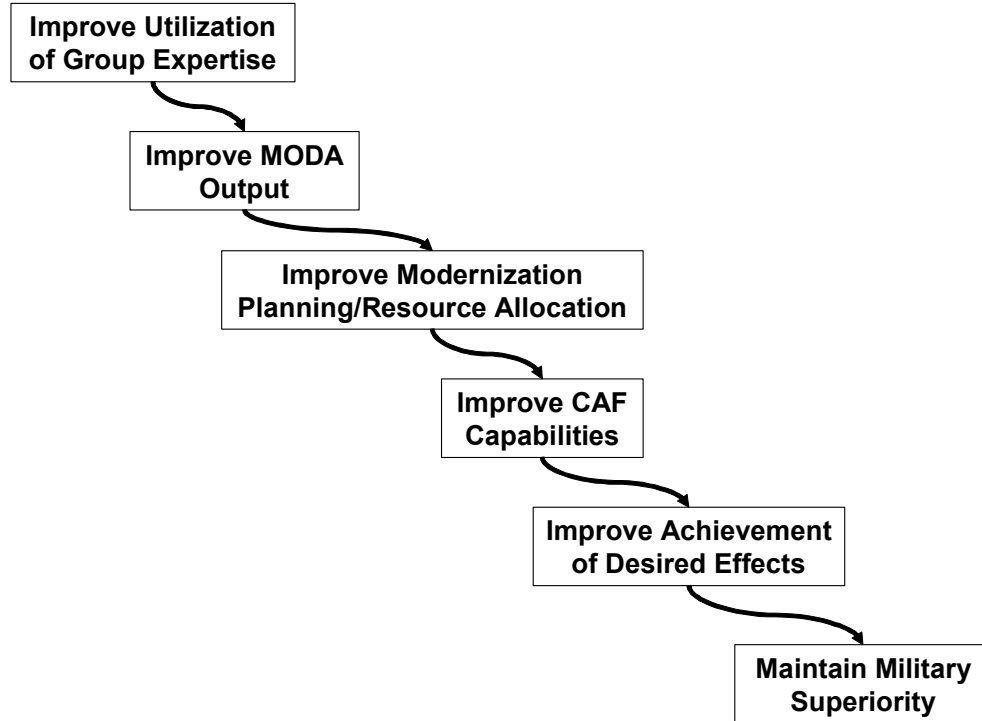 Improve Utilization
of Group Expertise
Improve MODA
Output
Improve Modernization
Planning/Resource Allocation
Improve CAF
Capabilities
Improve Achievement
of Desired Effects
Maintain Military
Superiority